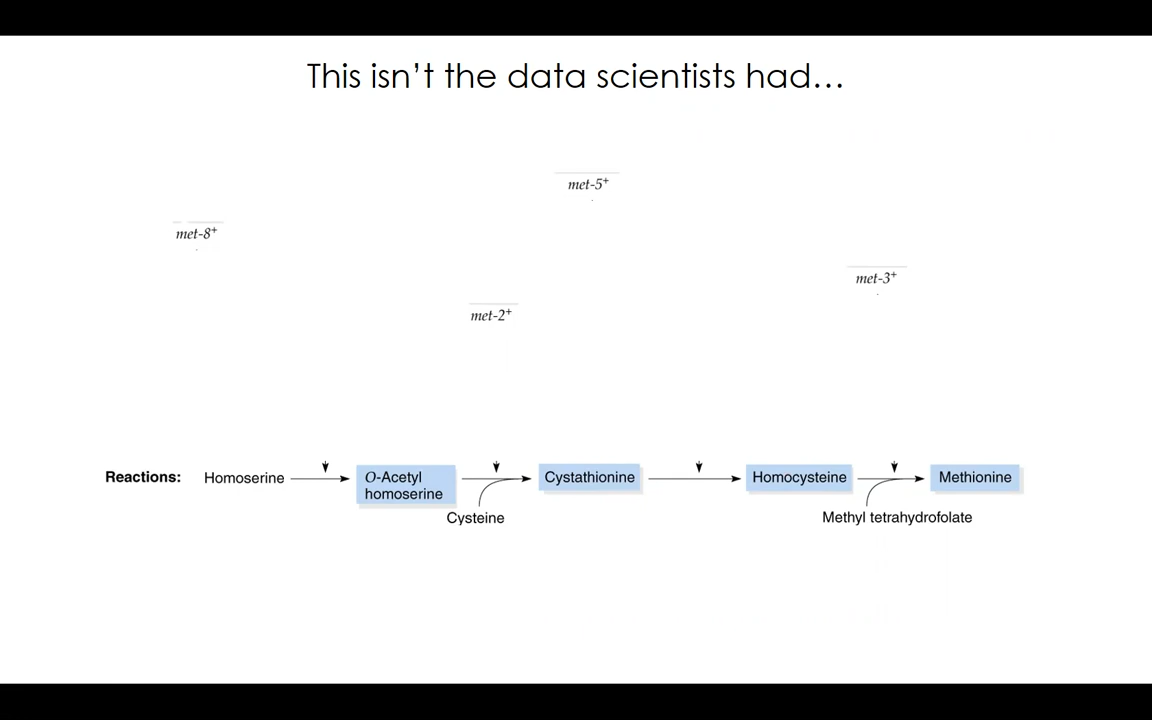 This isn’t the data scientists had…
met-5⁺
met-8⁺
met-3⁺
met-2⁺
Reactions: Homoserine O-Acetyl homoserine Cystathionine Homocysteine Methionine
Cysteine Methyl tetrahydrofolate